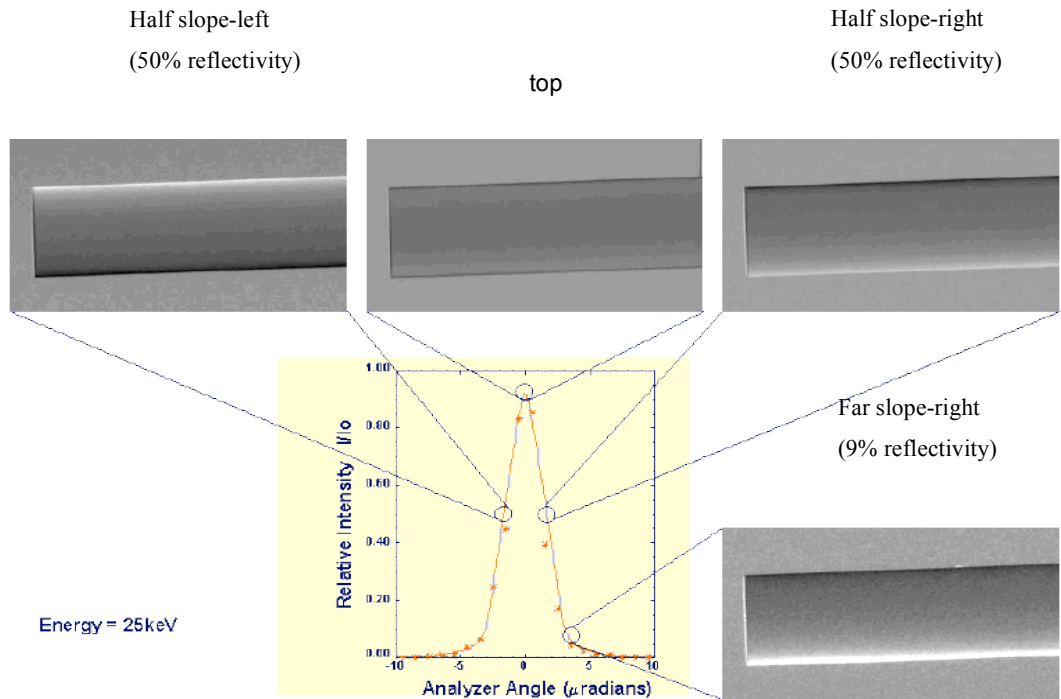 Half slope-left
(50% reflectivity)
top
Half slope-right
(50% reflectivity)
Far slope-right
(9% reflectivity)
Relative Intensity I/Io
1.00
0.80
0.60
0.40
0.20
0.00
-10 -5 0 5 10
Analyzer Angle (μradians)
Energy = 25keV